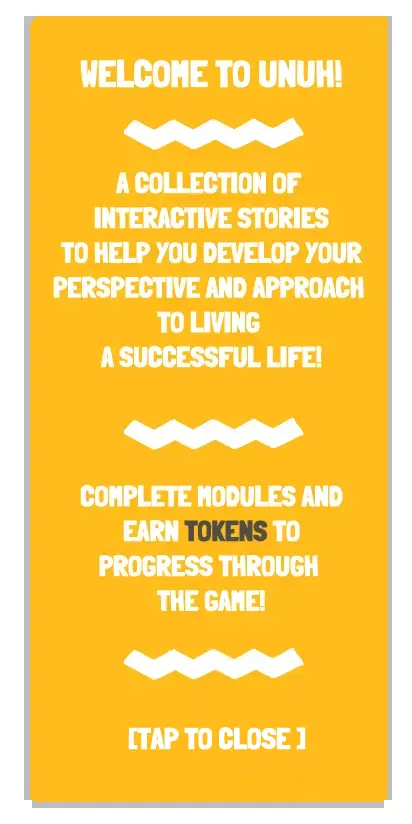 WELCOME TO UNUH!
A COLLECTION OF
INTERACTIVE STORIES
TO HELP YOU DEVELOP YOUR
PERSPECTIVE AND APPROACH
TO LIVING
A SUCCESSFUL LIFE!
COMPLETE MODULES AND
EARN TOKENS TO
PROGRESS THROUGH
THE GAME!
[TAP TO CLOSE ]